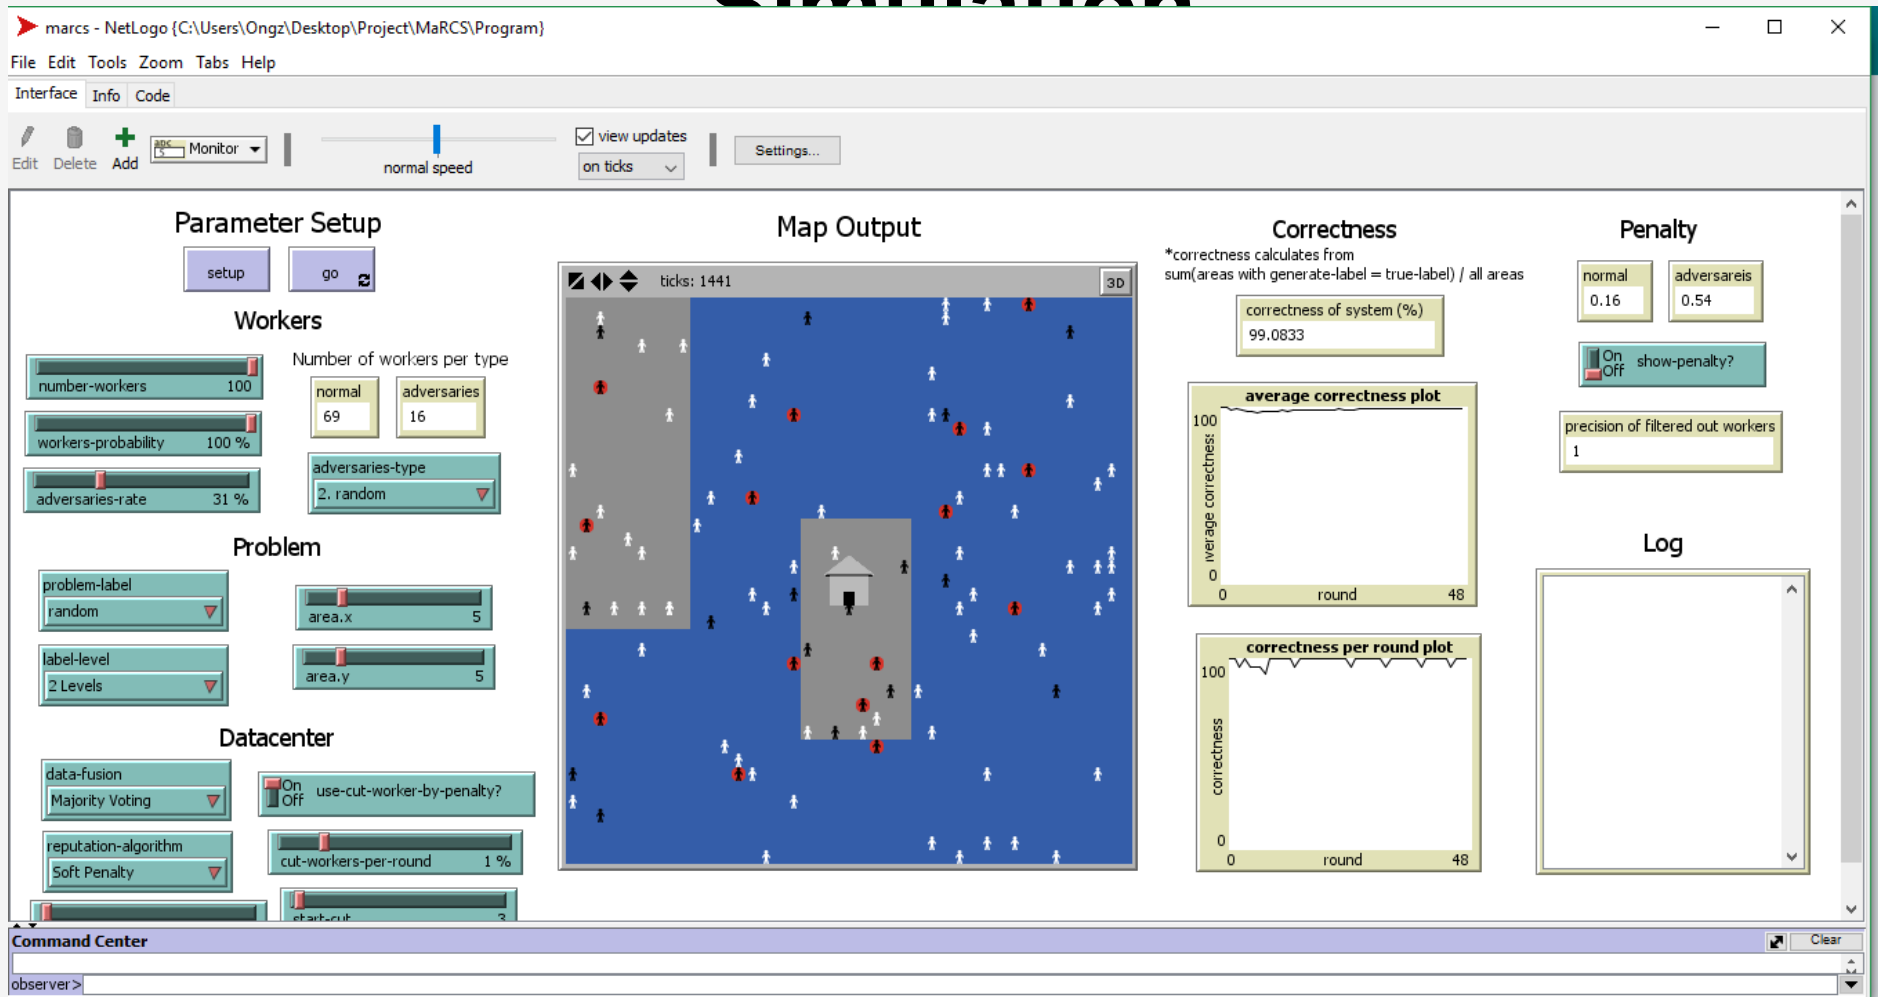 Simulation
marcs - NetLogo {C:\Users\Ongz\Desktop\Project\MaRCS\Program}
File Edit Tools Zoom Tabs Help
Interface Info Code
Edit Delete Add Monitor normal speed view updates on ticks Settings...
Parameter Setup
setup go
Workers
number-workers 100
workers-probability 100 %
adversaries-rate 31 %
Number of workers per type
normal adversaries
69 16
adversaries-type
2. random
Problem
problem-label
random
label-level
2 Levels
area.x 5
area.y 5
Datacenter
data-fusion
Majority Voting
reputation-algorithm
Soft Penalty
On
Off
use-cut-worker-by-penalty?
cut-workers-per-round 1 %
start-cut 3
Map Output
ticks: 1441 3D
Correctness
*correctness calculates from
sum(areas with generate-label = true-label) / all areas
correctness of system (%)
99.0833
average correctness plot
100
average correctness
0
0 round 48
correctness per round plot
100
correctness
0
0 round 48
Penalty
normal adversareis
0.16 0.54
On
Off
show-penalty?
precision of filtered out workers
1
Log
Command Center Clear
observer>